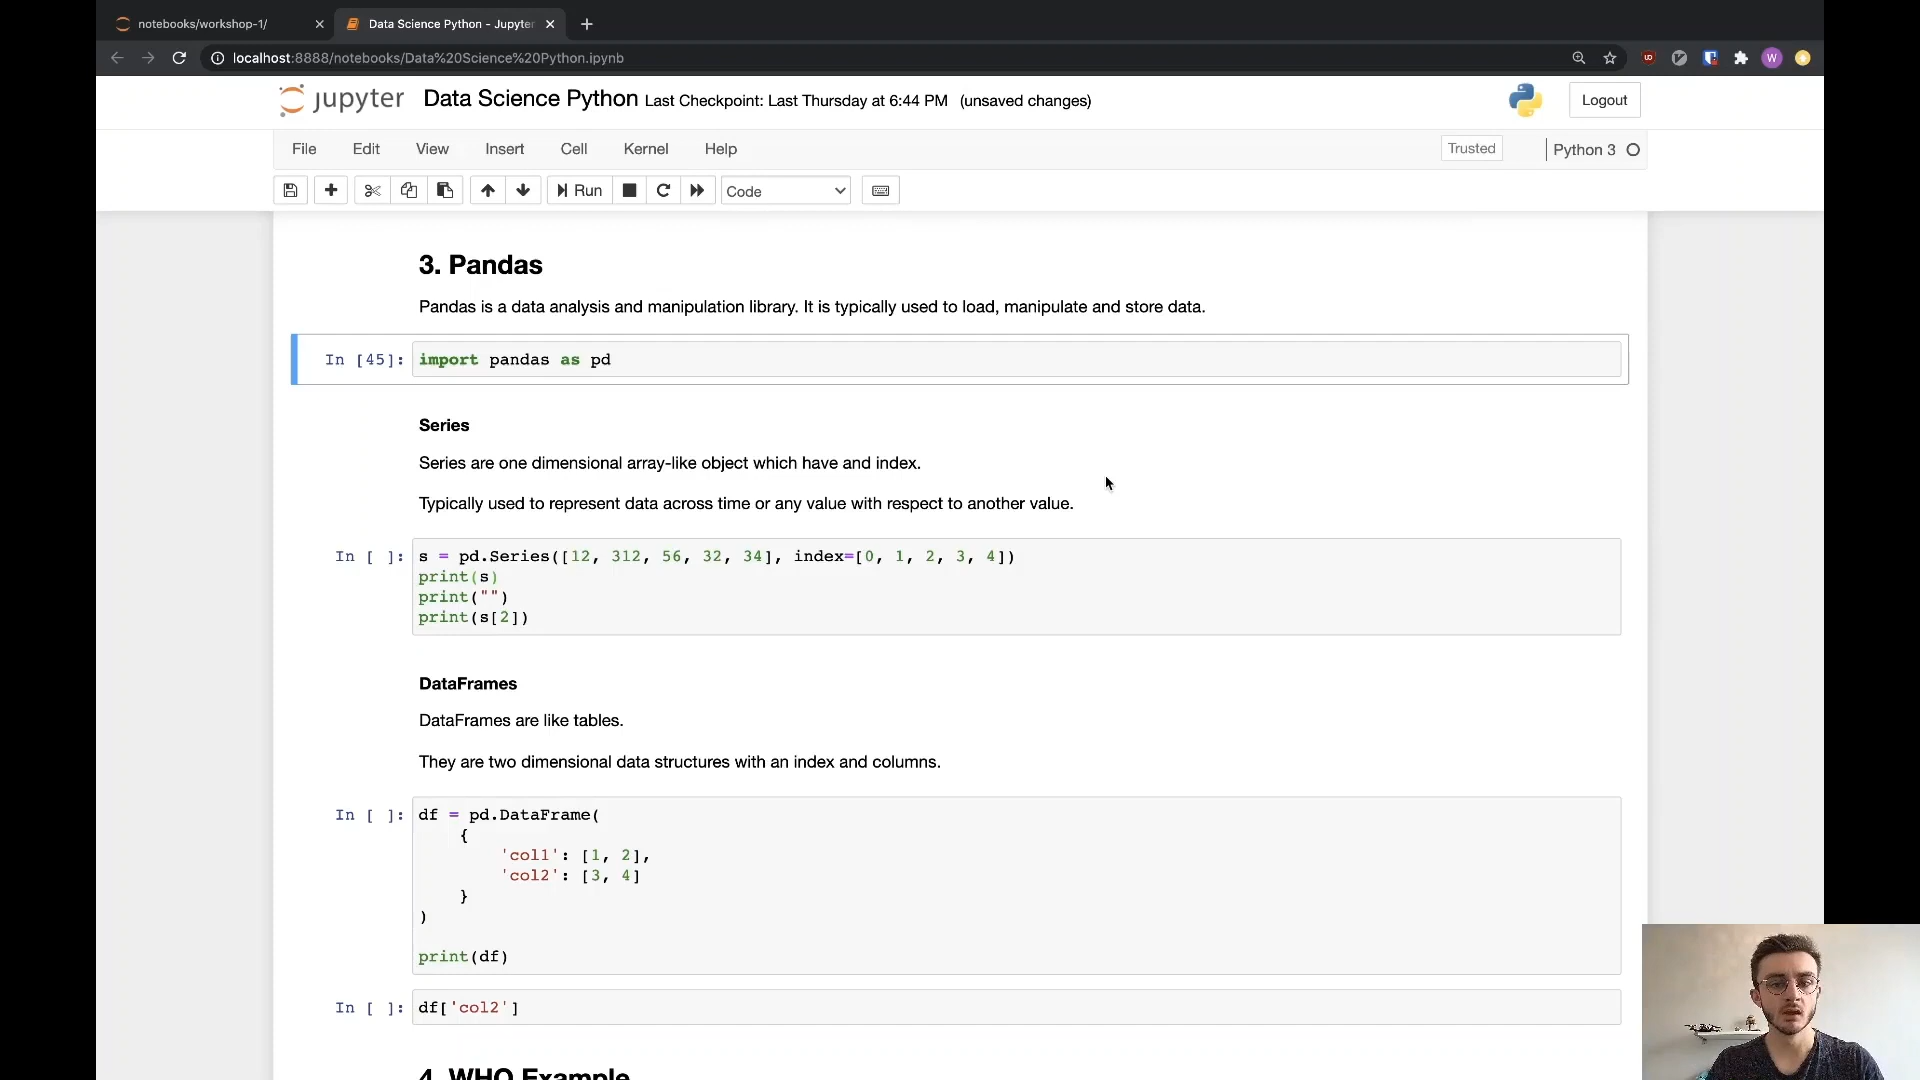 notebooks/workshop-1/
Data Science Python - Jupyter
localhost:8888/notebooks/Data%20Science%20Python.ipynb
W
jupyter Data Science Python Last Checkpoint: Last Thursday at 6:44 PM (unsaved changes)
Logout
File Edit View Insert Cell Kernel Help
Trusted
Python 3
Run
Code
3. Pandas
Pandas is a data analysis and manipulation library. It is typically used to load, manipulate and store data.
In [45]: import pandas as pd
Series
Series are one dimensional array-like object which have and index.
Typically used to represent data across time or any value with respect to another value.
In [ ]: s = pd.Series([12, 312, 56, 32, 34], index=[0, 1, 2, 3, 4])
print(s)
print("")
print(s[2])
DataFrames
DataFrames are like tables.
They are two dimensional data structures with an index and columns.
In [ ]: df = pd.DataFrame(
{
'col1': [1, 2],
'col2': [3, 4]
}
)
print(df)
In [ ]: df['col2']
4. WHO Example